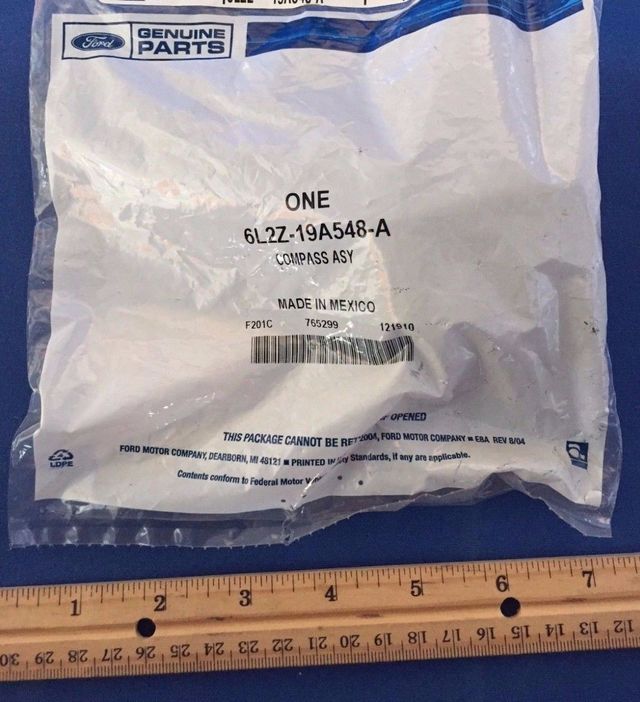 Ford GENUINE
PARTS
ONE
6L2Z-19A548-A
COMPASS ASY
MADE IN MEXICO
F201C 765299 121910
OPENED
THIS PACKAGE CANNOT BE 2004, FORD MOTOR COMPANY ■ E8A REV 8/04
FORD MOTOR COMPANY, DEARBORN, MI 48121 ■ PRINTED IN Standards, if any are applicable.
Contents conform to Federal Motor
LDPE
1 2 3 4 5 6 7
30 29 28 27 26 25 24 23 22 21 20 19 18 17 16 15 14 13 12